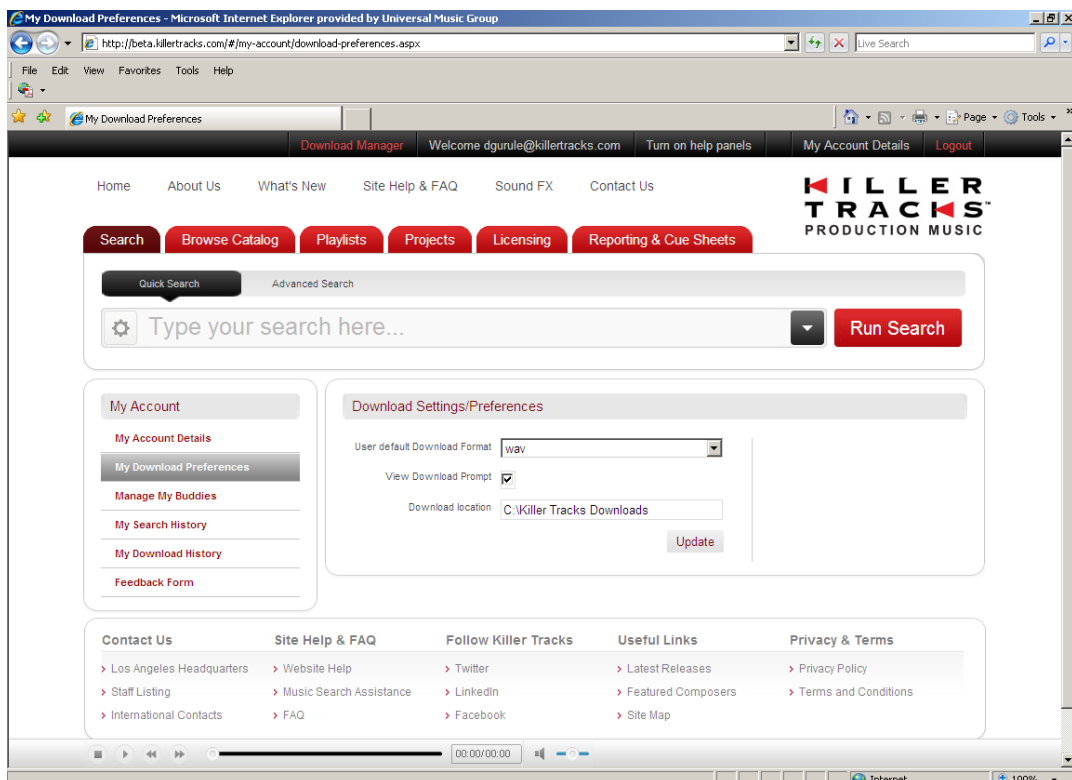 My Download Preferences - Microsoft Internet Explorer provided by Universal Music Group
http://beta.killertracks.com/#/my-account/download-preferences.aspx
Live Search
File Edit View Favorites Tools Help
My Download Preferences
Page Tools
Download Manager Welcome dgurule@killertracks.com Turn on help panels My Account Details Logout
Home About Us What's New Site Help & FAQ Sound FX Contact Us
KILLER
TRACKS™
PRODUCTION MUSIC
Search Browse Catalog Playlists Projects Licensing Reporting & Cue Sheets
Quick Search Advanced Search
Type your search here...
Run Search
My Account
My Account Details
My Download Preferences
Manage My Buddies
My Search History
My Download History
Feedback Form
Download Settings/Preferences
User default Download Format wav
View Download Prompt
Download location C:\Killer Tracks Downloads
Update
Contact Us Site Help & FAQ Follow Killer Tracks Useful Links Privacy & Terms
Los Angeles Headquarters Website Help Twitter Latest Releases Privacy Policy
Staff Listing Music Search Assistance LinkedIn Featured Composers Terms and Conditions
International Contacts FAQ Facebook Site Map
00:00/00:00
Internet 100%